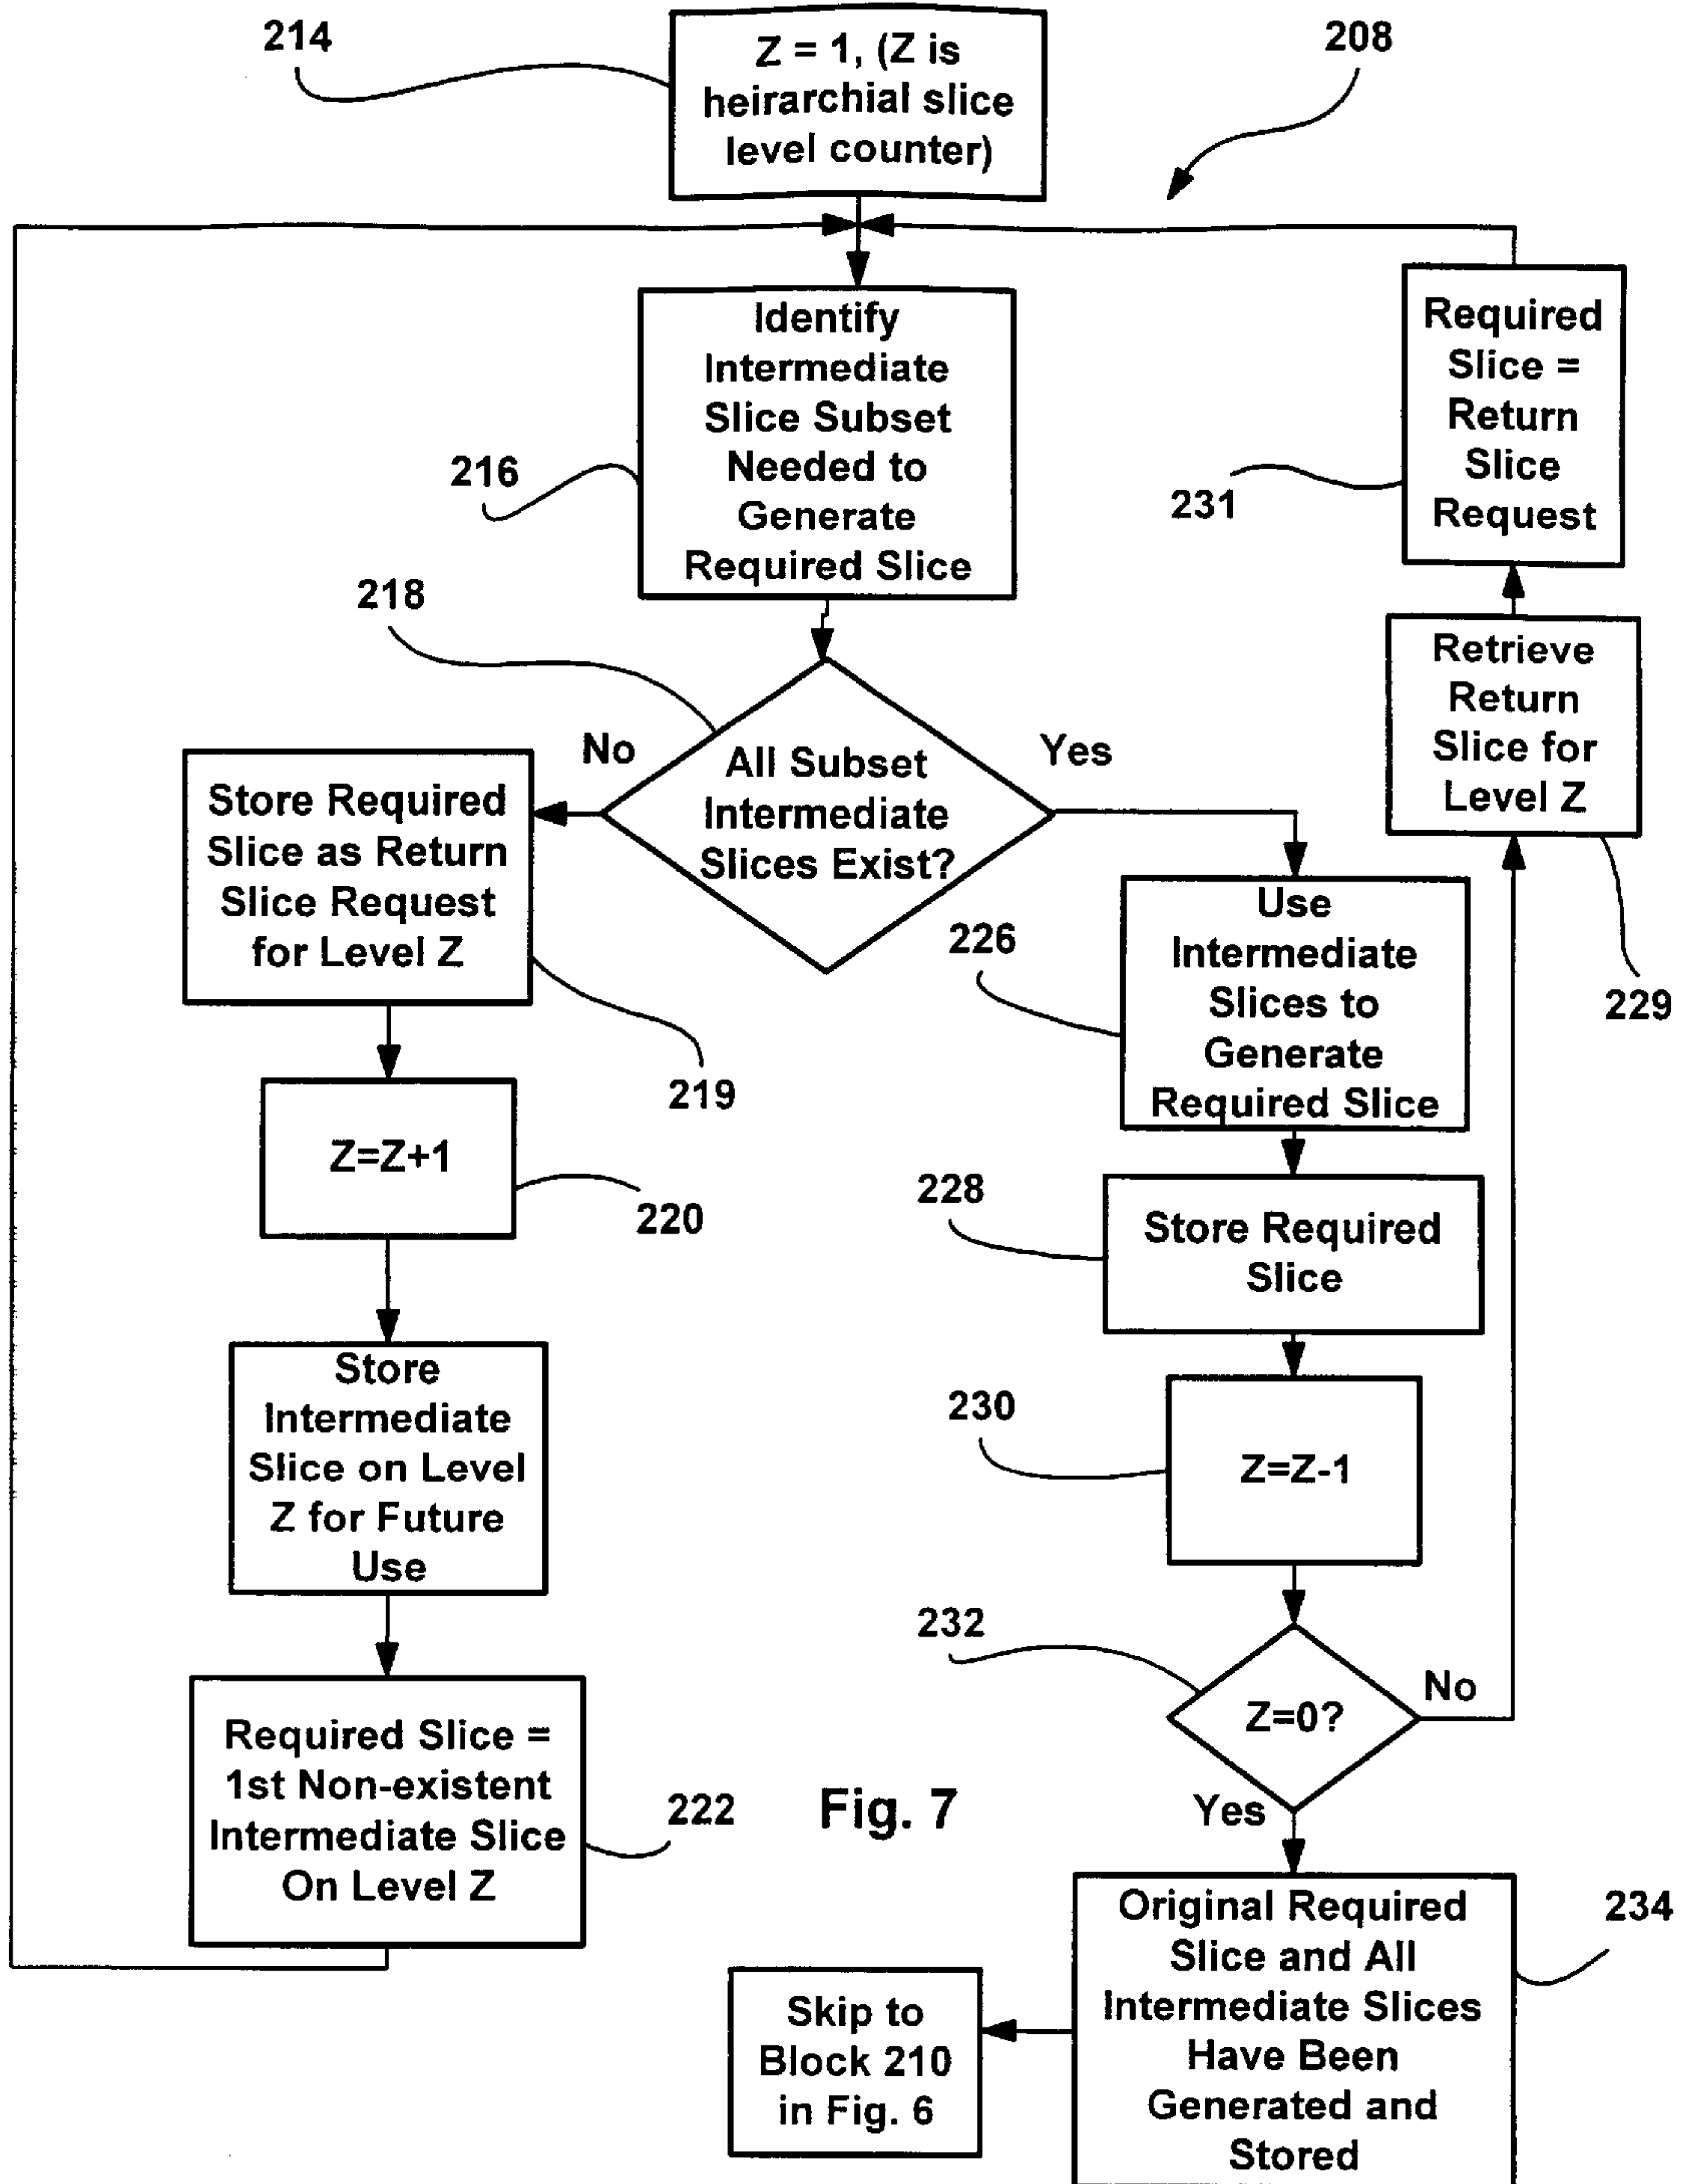 214
Z = 1, (Z is
heirarchial slice
level counter)
208
Identify
Intermediate
Slice Subset
Needed to
Generate
Required Slice
216
Required
Slice =
Return
Slice
Request
231
218
Retrieve
Return
Slice for
Level Z
229
No
All Subset
Intermediate
Slices Exist?
Yes
Store Required
Slice as Return
Slice Request
for Level Z
219
Use
Intermediate
Slices to
Generate
Required Slice
226
Z=Z+1
220
228
Store Required
Slice
Store
Intermediate
Slice on Level
Z for Future
Use
230
Z=Z-1
232
Z=0?
No
Yes
Required Slice =
1st Non-existent
Intermediate Slice
On Level Z
222
Fig. 7
Original Required
Slice and All
Intermediate Slices
Have Been
Generated and
Stored
234
Skip to
Block 210
in Fig. 6